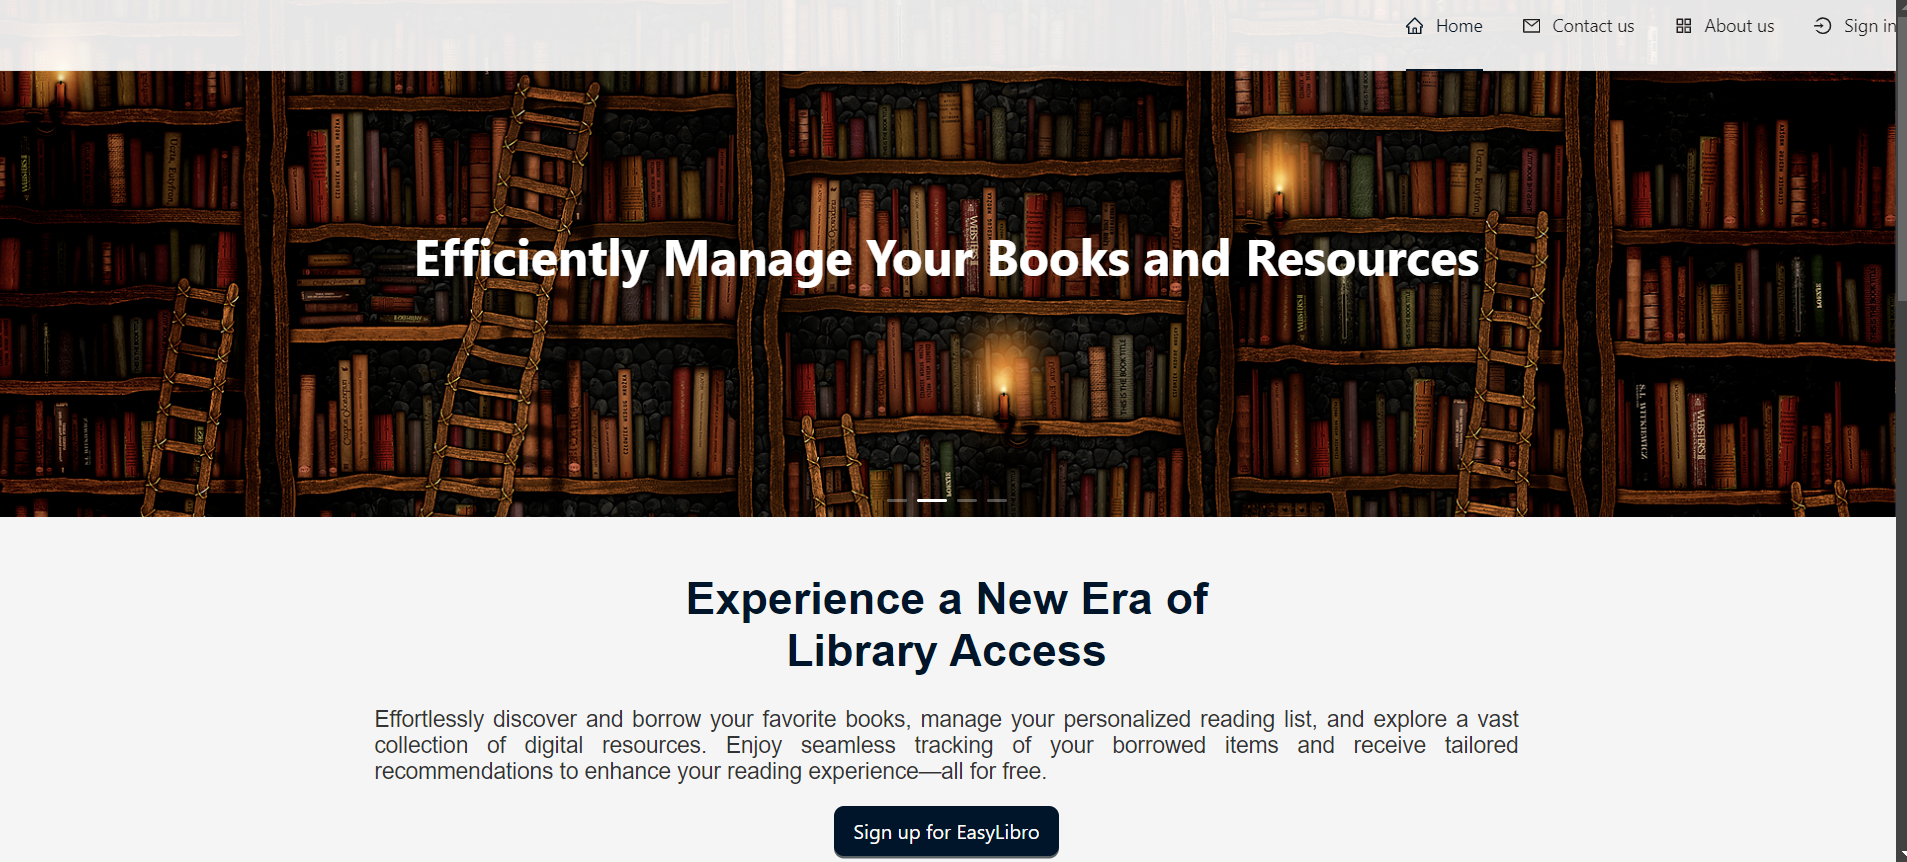 Home Contact us About us Sign in
Efficiently Manage Your Books and Resources
Experience a New Era of
Library Access
Effortlessly discover and borrow your favorite books, manage your personalized reading list, and explore a vast
collection of digital resources. Enjoy seamless tracking of your borrowed items and receive tailored
recommendations to enhance your reading experience—all for free.
Sign up for EasyLibro